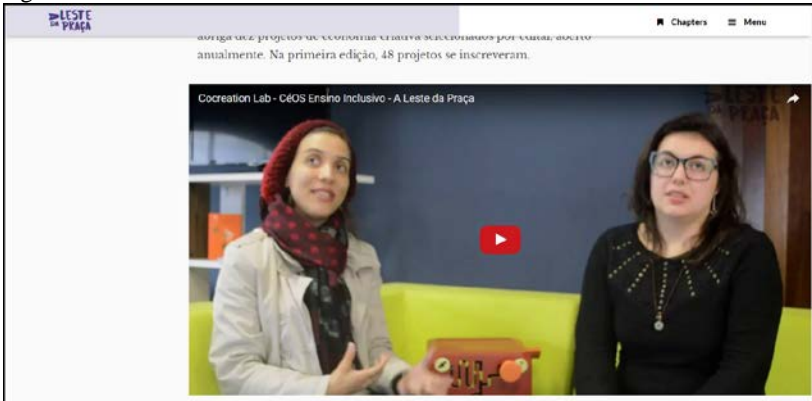 LESTE
DA PRAÇA
Chapters
Menu
abriga dez projetos de economia criativa selecionados por edital, aberto
anualmente. Na primeira edição, 48 projetos se inscreveram.
Cocreation Lab - CéOS Ensino Inclusivo - A Leste da Praça
LESTE
DA PRAÇA